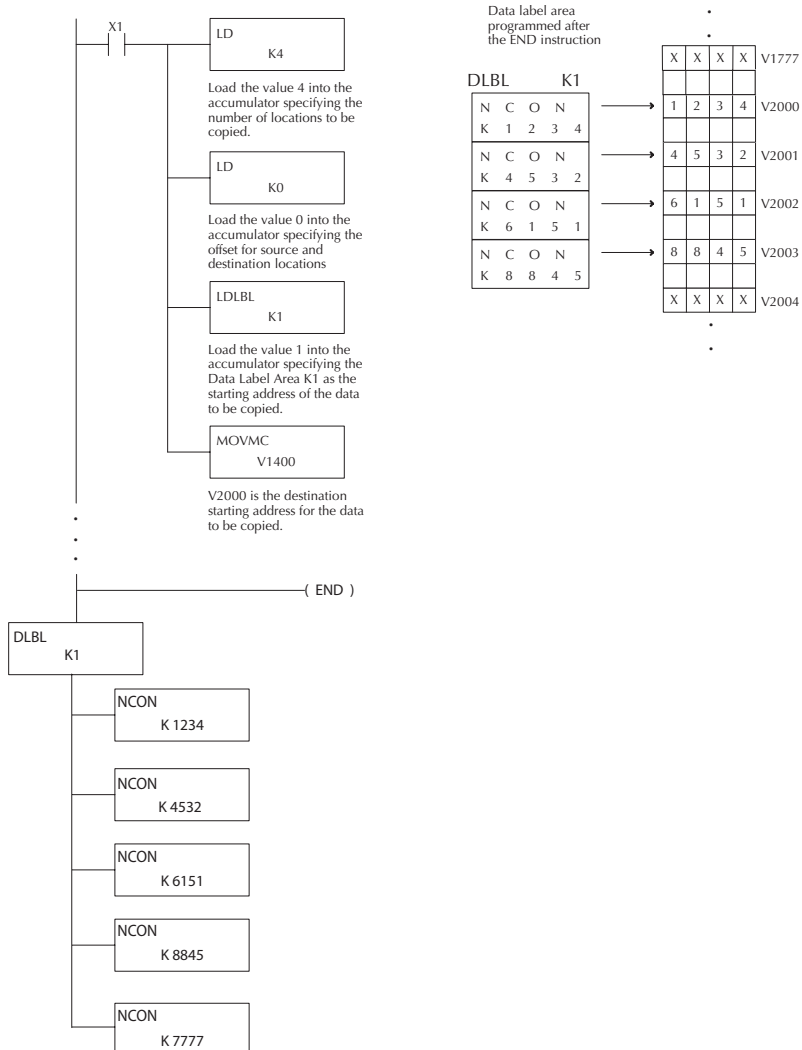 X1
LD
K4
Load the value 4 into the
accumulator specifying the
number of locations to be
copied.
LD
K0
Load the value 0 into the
accumulator specifying the
offset for source and
destination locations
LDLBL
K1
Load the value 1 into the
accumulator specifying the
Data Label Area K1 as the
starting address of the data
to be copied.
MOVMC
V1400
V2000 is the destination
starting address for the data
to be copied.
( END )
DLBL
K1
NCON
K 1234
NCON
K 4532
NCON
K 6151
NCON
K 8845
NCON
K 7777
Data label area
programmed after
the END instruction
DLBL K1
N C O N
K 1 2 3 4
N C O N
K 4 5 3 2
N C O N
K 6 1 5 1
N C O N
K 8 8 4 5
X X X X V1777
1 2 3 4 V2000
4 5 3 2 V2001
6 1 5 1 V2002
8 8 4 5 V2003
X X X X V2004